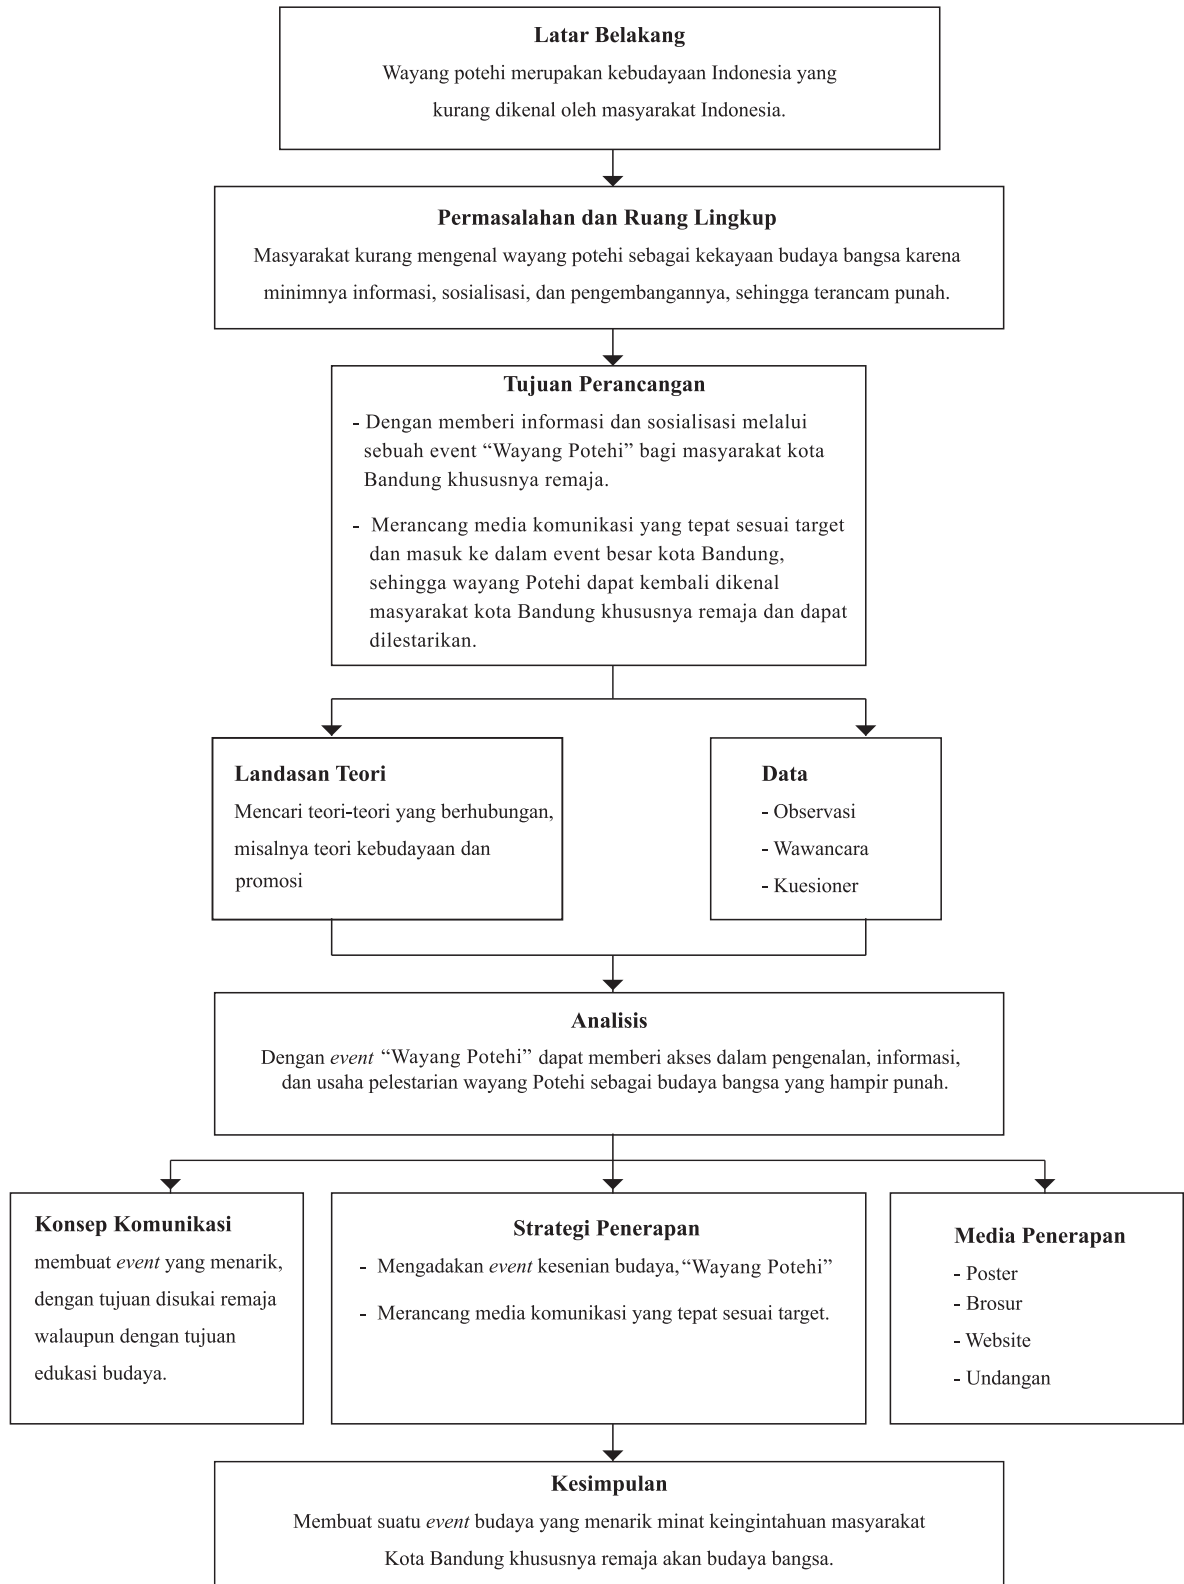 Latar Belakang
Wayang potehi merupakan kebudayaan Indonesia yang
kurang dikenal oleh masyarakat Indonesia.
Permasalahan dan Ruang Lingkup
Masyarakat kurang mengenal wayang potehi sebagai kekayaan budaya bangsa karena
minimnya informasi, sosialisasi, dan pengembangannya, sehingga terancam punah.
Tujuan Perancangan
- Dengan memberi informasi dan sosialisasi melalui
sebuah event “Wayang Potehi” bagi masyarakat kota
Bandung khususnya remaja.
- Merancang media komunikasi yang tepat sesuai target
dan masuk ke dalam event besar kota Bandung,
sehingga wayang Potehi dapat kembali dikenal
masyarakat kota Bandung khususnya remaja dan dapat
dilestarikan.
Landasan Teori
Mencari teori-teori yang berhubungan,
misalnya teori kebudayaan dan
promosi
Data
- Observasi
- Wawancara
- Kuesioner
Analisis
Dengan event “Wayang Potehi” dapat memberi akses dalam pengenalan, informasi,
dan usaha pelestarian wayang Potehi sebagai budaya bangsa yang hampir punah.
Konsep Komunikasi
membuat event yang menarik,
dengan tujuan disukai remaja
walaupun dengan tujuan
edukasi budaya.
Strategi Penerapan
- Mengadakan event kesenian budaya,“Wayang Potehi”
- Merancang media komunikasi yang tepat sesuai target.
Media Penerapan
- Poster
- Brosur
- Website
- Undangan
Kesimpulan
Membuat suatu event budaya yang menarik minat keingintahuan masyarakat
Kota Bandung khususnya remaja akan budaya bangsa.